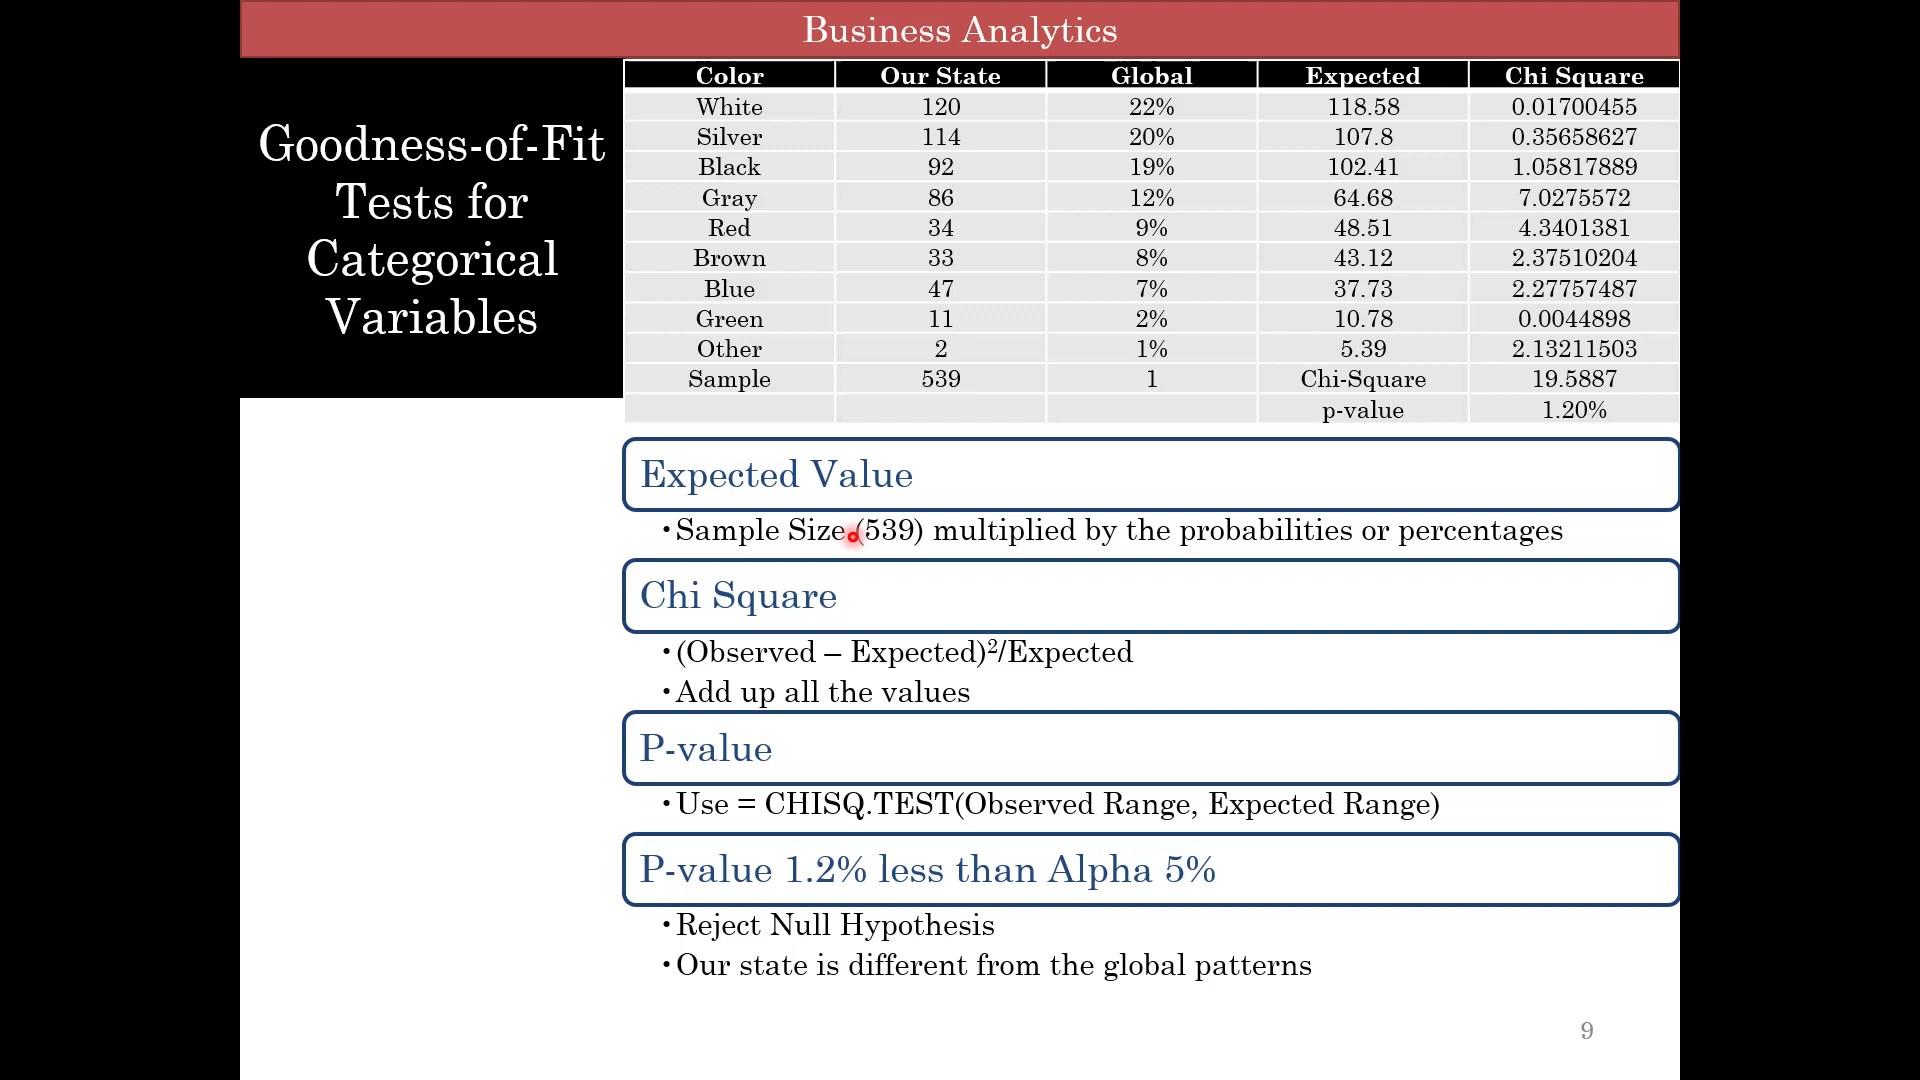 Business Analytics
Goodness-of-Fit
Tests for
Categorical
Variables
Color Our State Global Expected Chi Square
White 120 22% 118.58 0.01700455
Silver 114 20% 107.8 0.35658627
Black 92 19% 102.41 1.05817889
Gray 86 12% 64.68 7.0275572
Red 34 9% 48.51 4.3401381
Brown 33 8% 43.12 2.37510204
Blue 47 7% 37.73 2.27757487
Green 11 2% 10.78 0.0044898
Other 2 1% 5.39 2.13211503
Sample 539 1 Chi-Square 19.5887
p-value 1.20%
Expected Value
•Sample Size (539) multiplied by the probabilities or percentages
Chi Square
•(Observed – Expected)²/Expected
•Add up all the values
P-value
•Use = CHISQ.TEST(Observed Range, Expected Range)
P-value 1.2% less than Alpha 5%
•Reject Null Hypothesis
•Our state is different from the global patterns
9